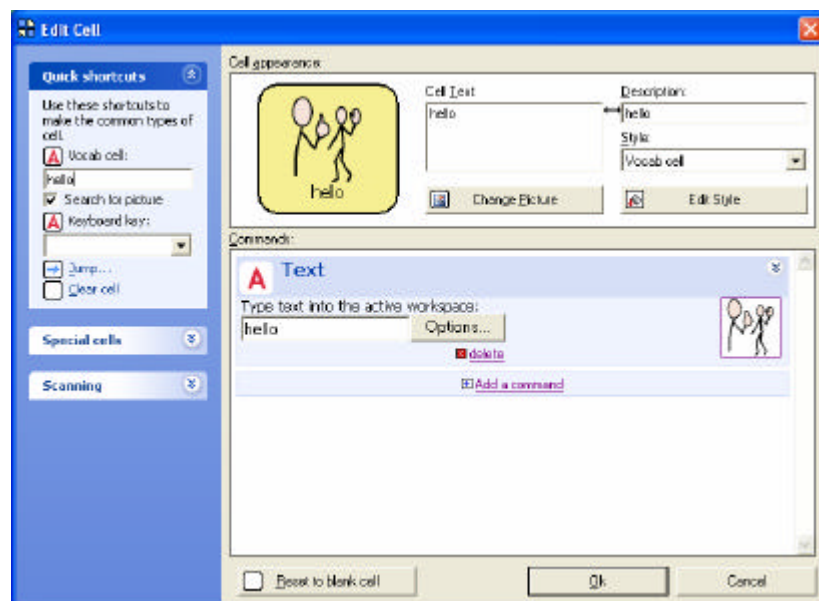 Edit Cell
Quick shortcuts
Use these shortcuts to
make the common types of
cell.
Vocab cell:
hello
Search for picture
Keyboard key:
Jump...
Clear cell
Special cells
Scanning
Cell appearance:
hello
Cell Text
hello
Description:
hello
Style:
Vocab cell
Change Picture
Edit Style
Commands:
A Text
Type text into the active workspace:
hello
Options...
delete
Add a command
Reset to blank cell
Ok
Cancel